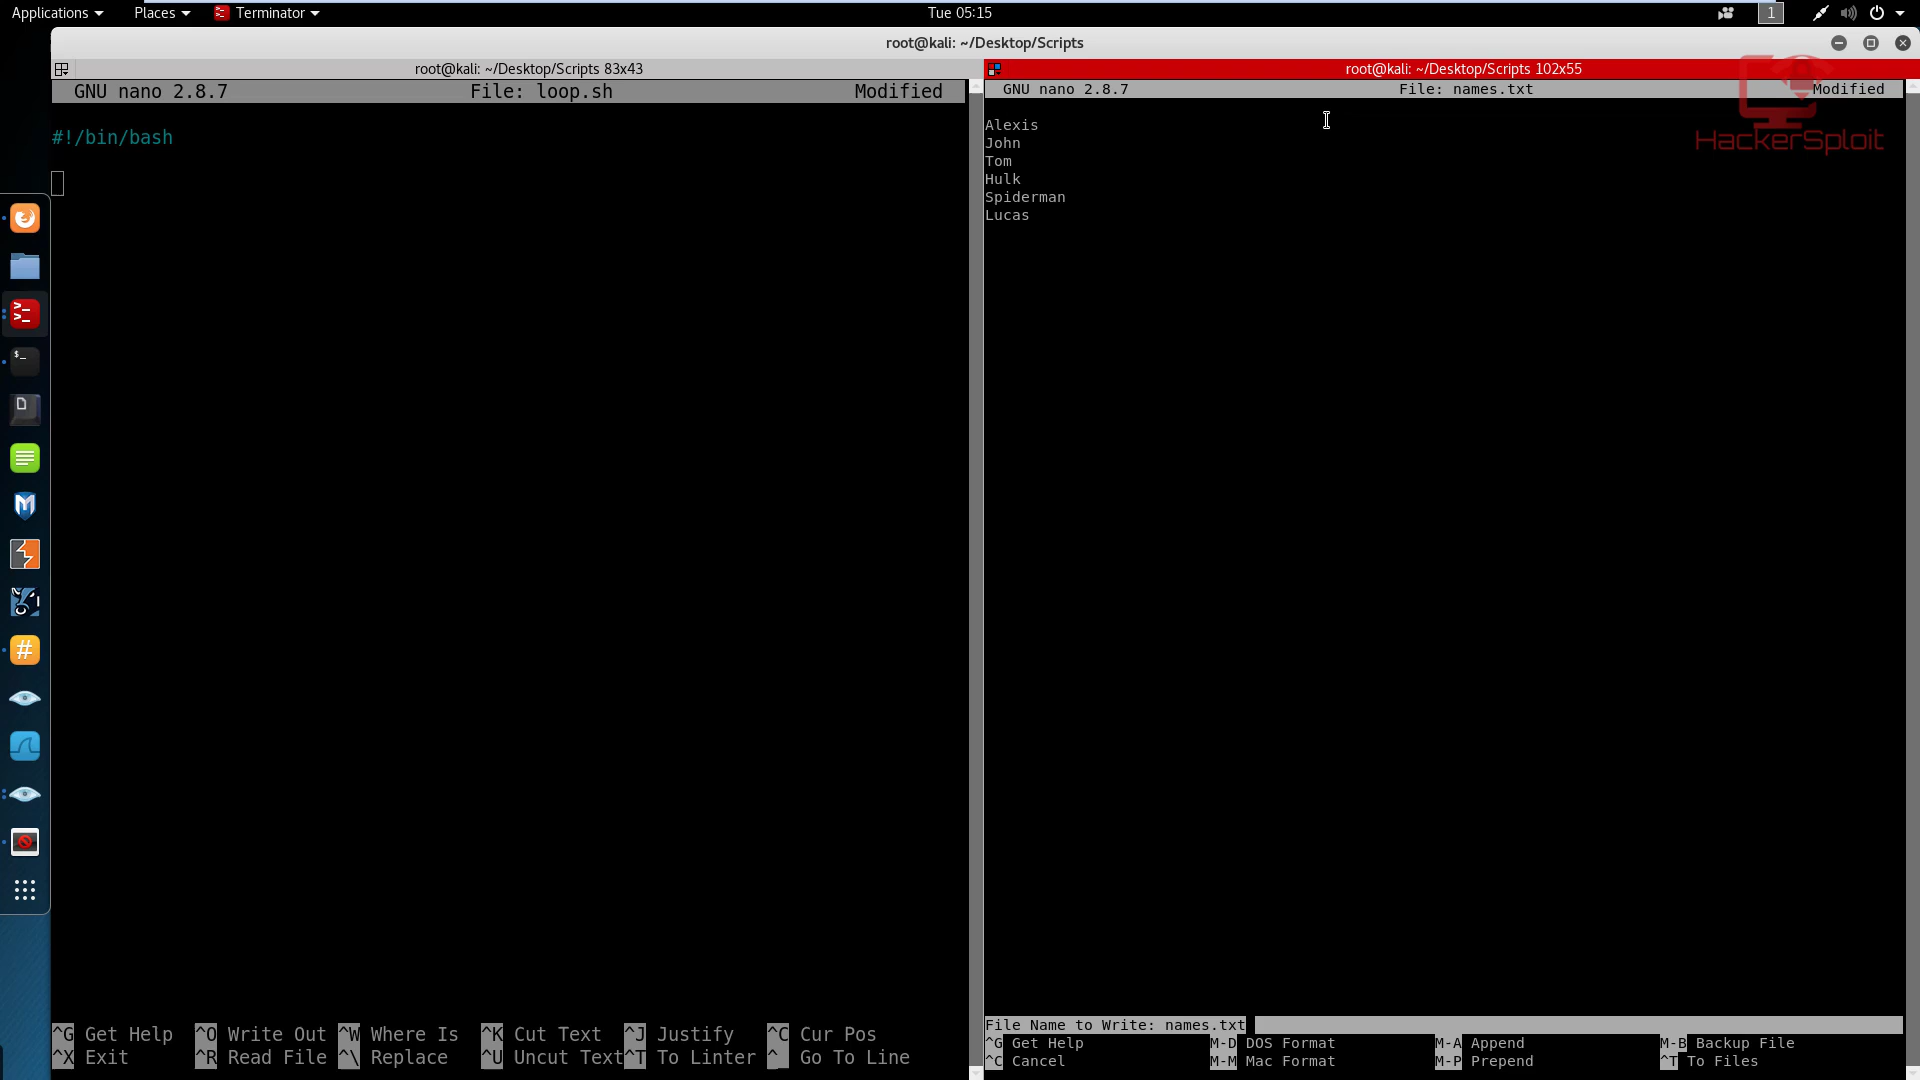 Applications Places Terminator Tue 05:15 1
root@kali: ~/Desktop/Scripts
root@kali: ~/Desktop/Scripts 83x43
GNU nano 2.8.7 File: loop.sh Modified
#!/bin/bash
^G Get Help ^O Write Out ^W Where Is ^K Cut Text ^J Justify ^C Cur Pos
^X Exit ^R Read File ^\ Replace ^U Uncut Text ^T To Linter ^_ Go To Line
root@kali: ~/Desktop/Scripts 102x55
GNU nano 2.8.7 File: names.txt Modified
HackerSploit
Alexis
John
Tom
Hulk
Spiderman
Lucas
File Name to Write: names.txt
^G Get Help M-D DOS Format M-A Append M-B Backup File
^C Cancel M-M Mac Format M-P Prepend ^T To Files